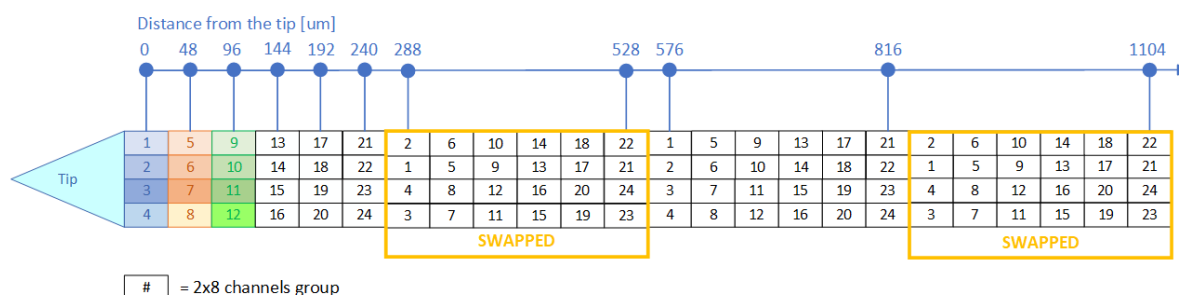 Distance from the tip [um]
0 48 96 144 192 240 288 528 576 816 1104
1 5 9 13 17 21 2 6 10 14 18 22 1 5 9 13 17 21 2 6 10 14 18 22
2 6 10 14 18 22 1 5 9 13 17 21 2 6 10 14 18 22 1 5 9 13 17 21
Tip
3 7 11 15 19 23 4 8 12 16 20 24 3 7 11 15 19 23 4 8 12 16 20 24
4 8 12 16 20 24 3 7 11 15 19 23 4 8 12 16 20 24 3 7 11 15 19 23
SWAPPED SWAPPED
# = 2x8 channels group